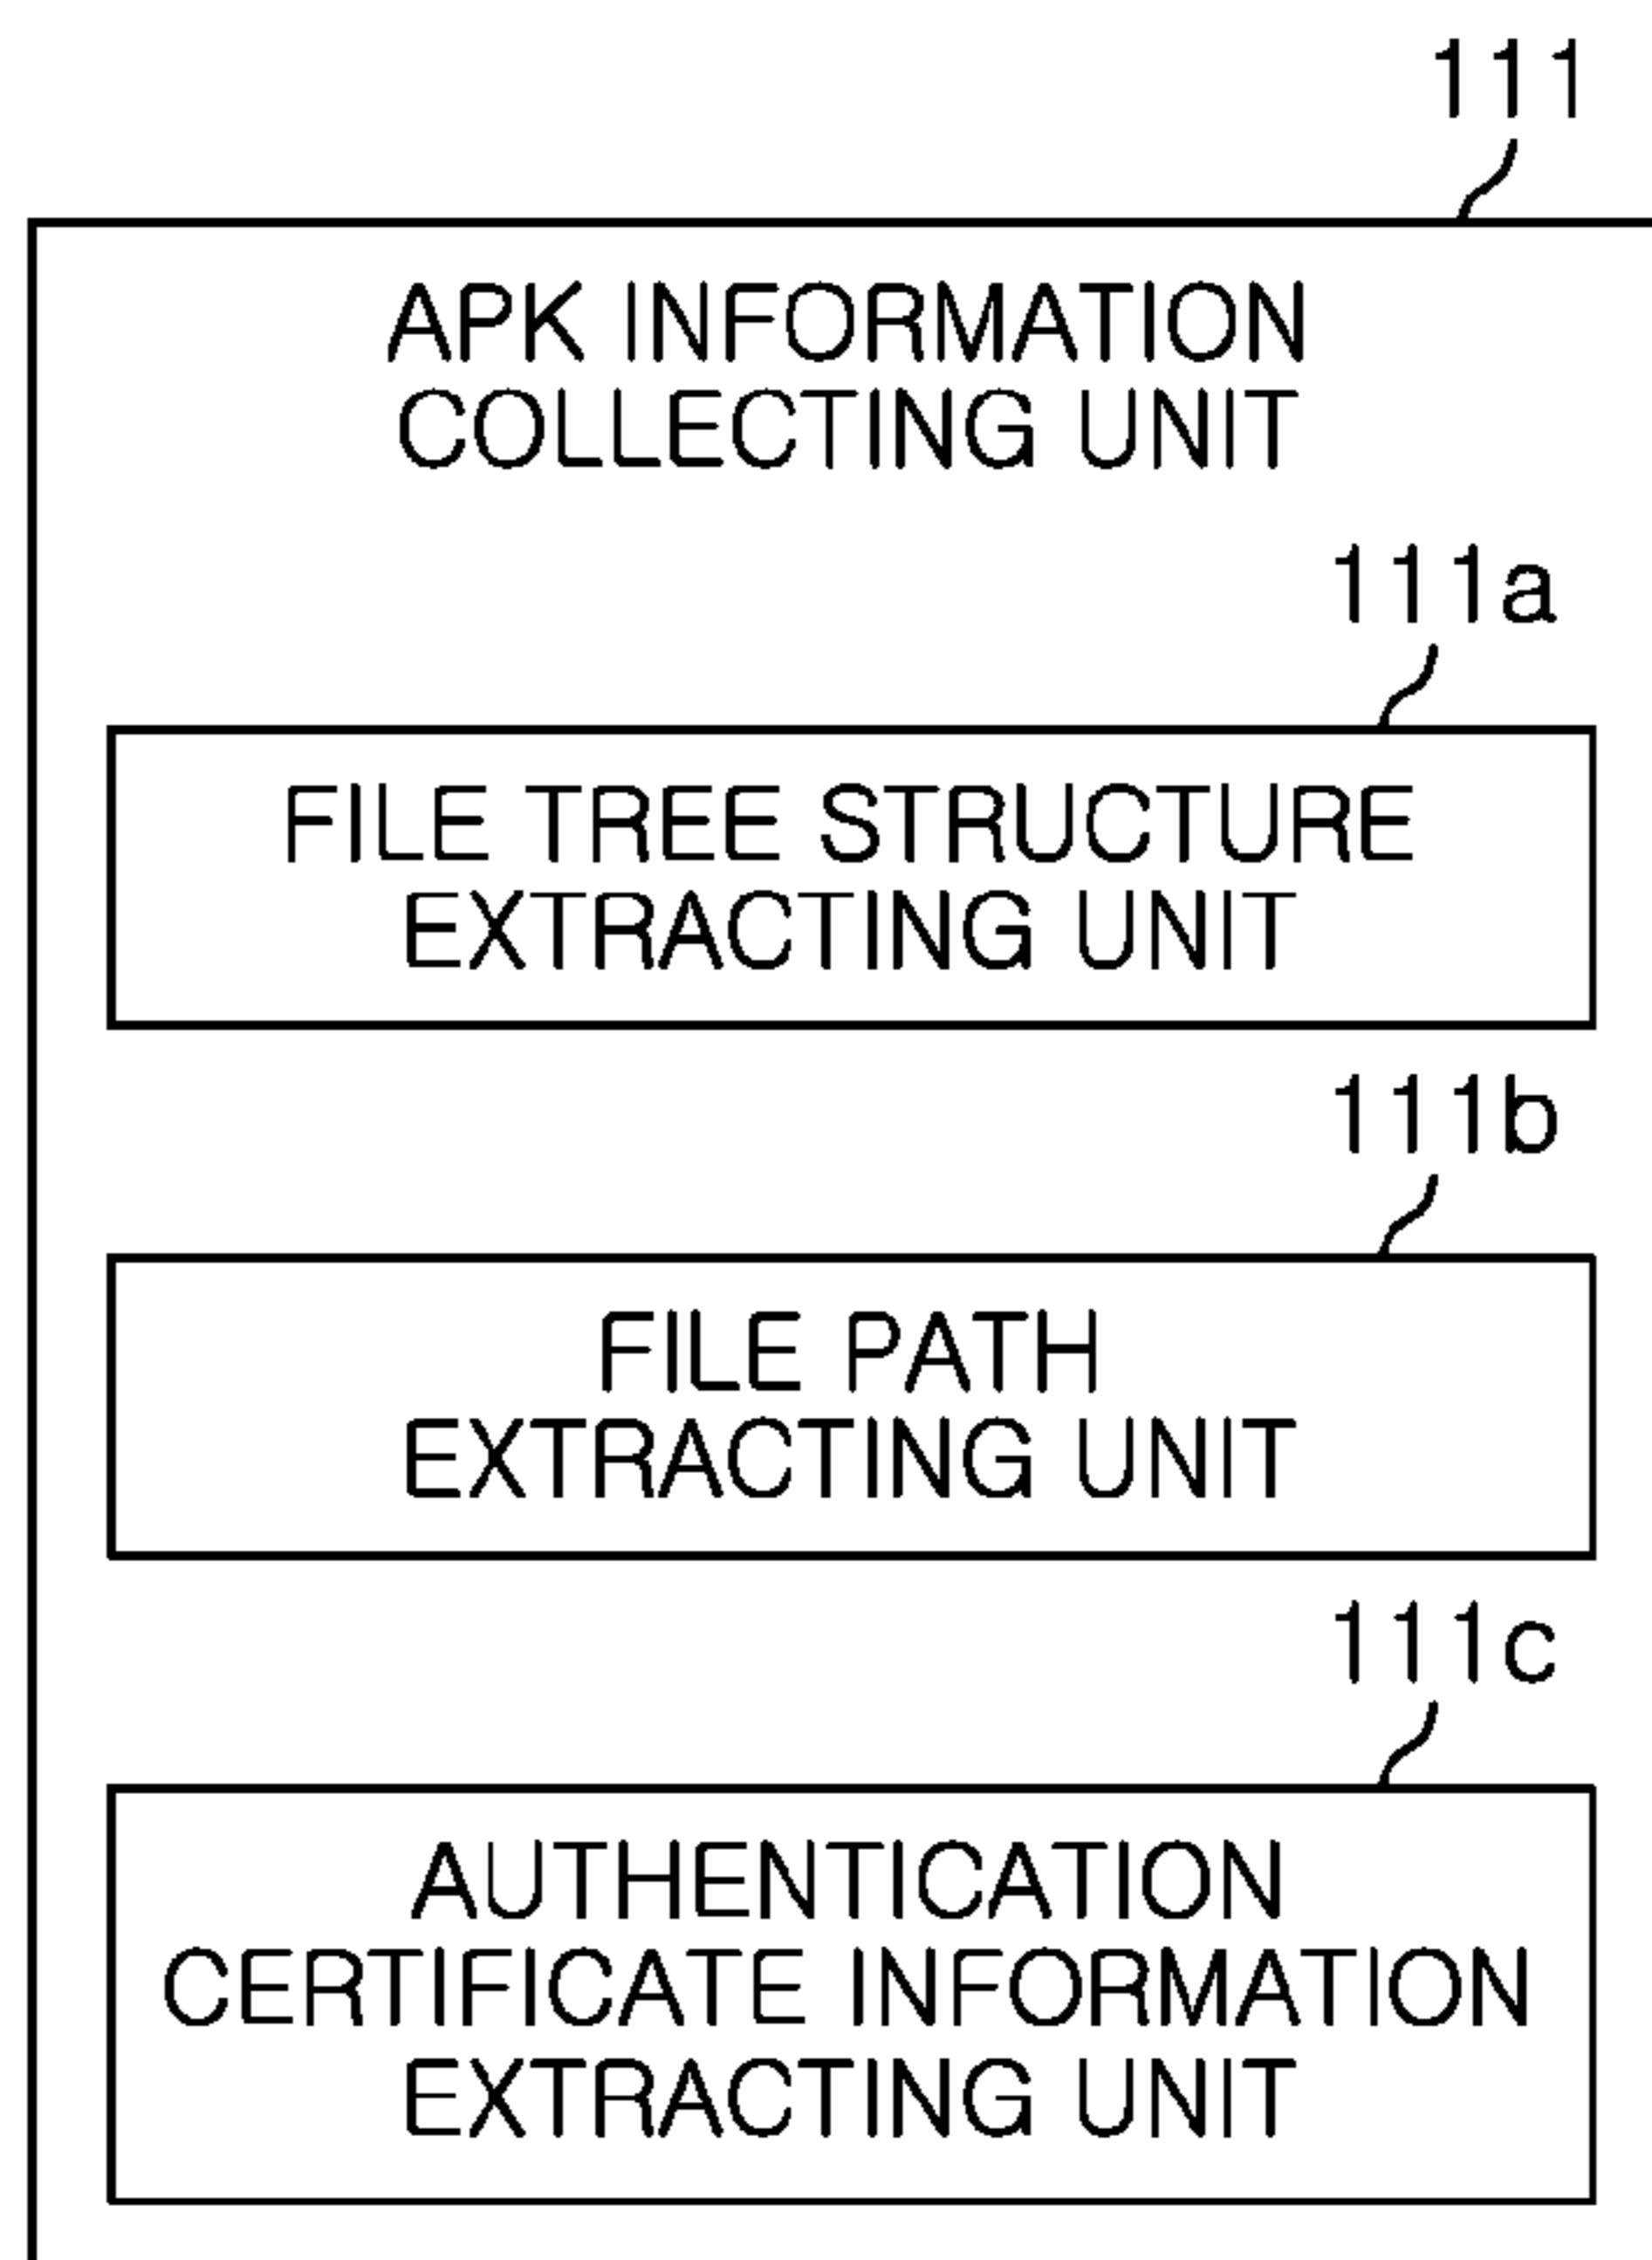 111
APK INFORMATION
COLLECTING UNIT
111a
FILE TREE STRUCTURE
EXTRACTING UNIT
111b
FILE PATH
EXTRACTING UNIT
111c
AUTHENTICATION
CERTIFICATE INFORMATION
EXTRACTING UNIT